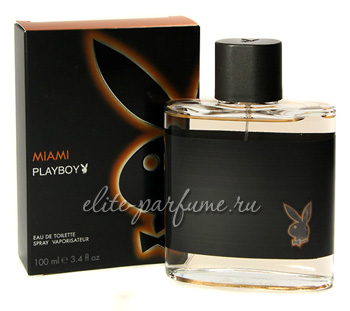 MIAMI
PLAYBOY
elite-parfume.ru
EAU DE TOILETTE
SPRAY VAPORISATEUR
100 ml e 3.4 fl oz